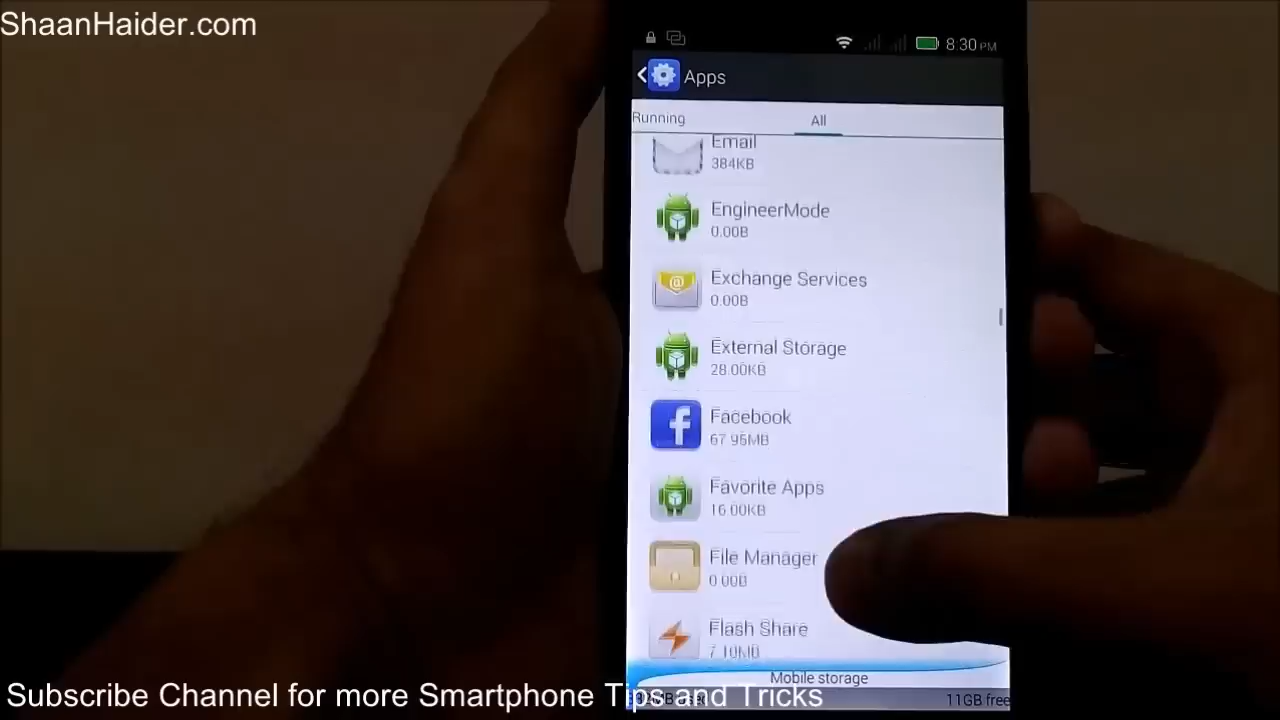 ShaanHaider.com
8:30 PM
Apps
Running
All
Email
384KB
EngineerMode
0.00B
Exchange Services
0.00B
External Storage
28.00KB
Facebook
67.96MB
Favorite Apps
16.00KB
File Manager
0.00B
Flash Share
7.10MB
Mobile storage
11GB free
Subscribe Channel for more Smartphone Tips and Tricks